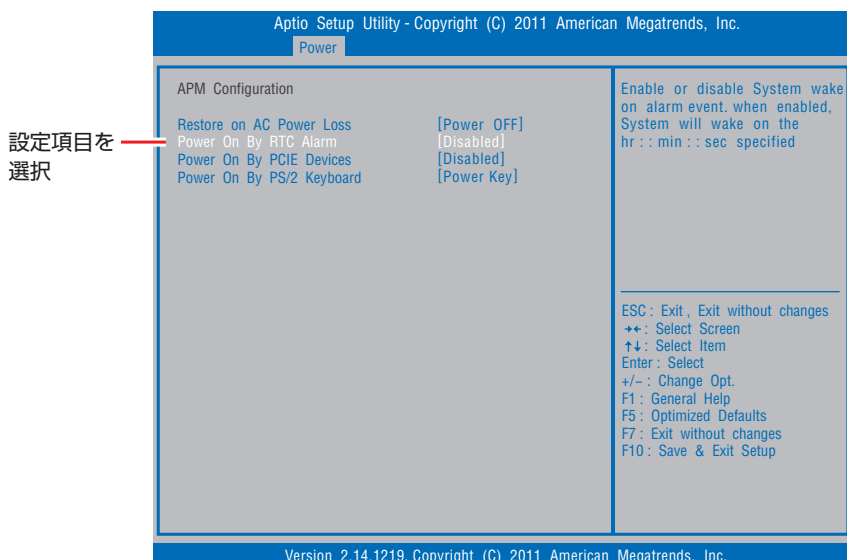 Aptio Setup Utility - Copyright (C) 2011 American Megatrends, Inc.
Power
APM Configuration
Restore on AC Power Loss [Power OFF]
Power On By RTC Alarm [Disabled]
Power On By PCIE Devices [Disabled]
Power On By PS/2 Keyboard [Power Key]
設定項目を
選択
Enable or disable System wake
on alarm event. when enabled,
System will wake on the
hr : : min : : sec specified
ESC : Exit , Exit without changes
→← : Select Screen
↑↓ : Select Item
Enter : Select
+/− : Change Opt.
F1 : General Help
F5 : Optimized Defaults
F7 : Exit without changes
F10 : Save & Exit Setup
Version 2.14.1219. Copyright (C) 2011 American Megatrends, Inc.